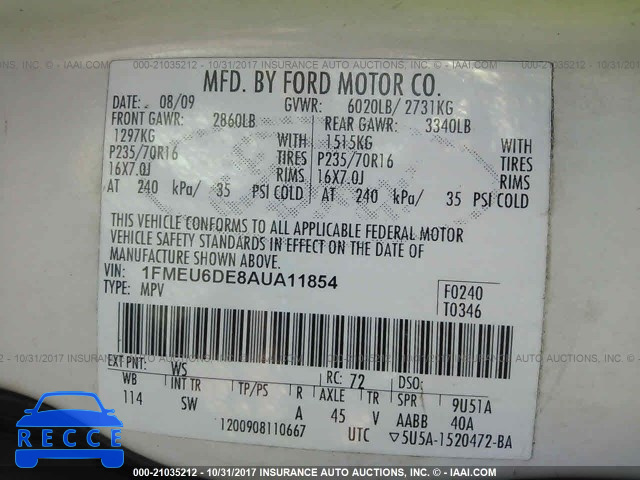 000-21035212 - 10/31/2017 - INSURANCE AUTO AUCTIONS - © - IAAI.COM
MFD. BY FORD MOTOR CO.
DATE: 08/09 GVWR: 6020LB/ 2731KG
FRONT GAWR: 2860LB REAR GAWR: 3340LB
1297KG WITH 1515KG WITH
P235/70R16 TIRES P235/70R16 TIRES
16X7.0J RIMS 16X7.0J RIMS
AT 240 kPa/ 35 PSI COLD AT 240 kPa/ 35 PSI COLD
THIS VEHICLE CONFORMS TO ALL APPLICABLE FEDERAL MOTOR
VEHICLE SAFETY STANDARDS IN EFFECT ON THE DATE OF
MANUFACTURE SHOWN ABOVE.
VIN: 1FMEU6DE8AUA11854 F0240
TYPE: MPV T0346
EXT PNT: WS RC: 72 DSO:
WB INT TR TP/PS R AXLE TR SPR 9U51A
114 SW A 45 V AABB 40A
1200908110667 UTC ▽5U5A-1520472-BA
RECCE
000-21035212 - 10/31/2017 - INSURANCE AUTO AUCTIONS - © - IAAI.COM